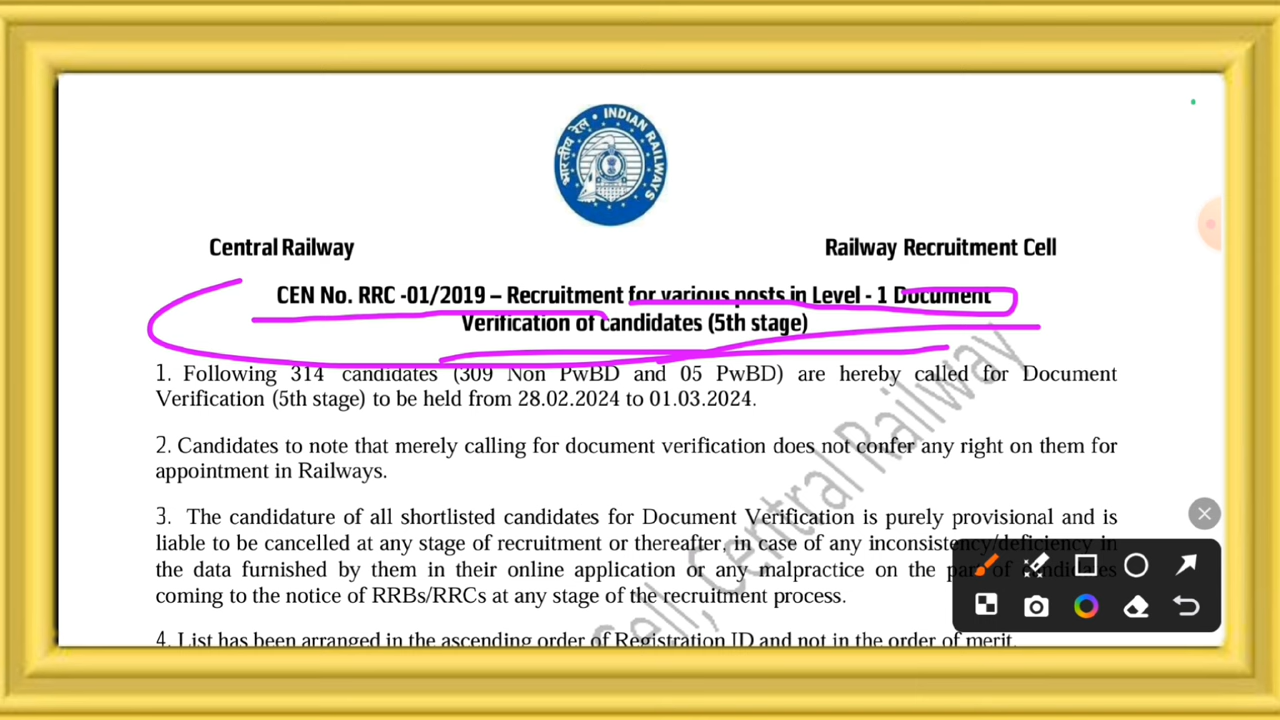 भारतीय रेल • INDIAN RAILWAYS
Central Railway
Railway Recruitment Cell
CEN No. RRC -01/2019 – Recruitment for various posts in Level - 1 Document
Verification of candidates (5th stage)
1. Following 314 candidates (309 Non PwBD and 05 PwBD) are hereby called for Document
Verification (5th stage) to be held from 28.02.2024 to 01.03.2024.
2. Candidates to note that merely calling for document verification does not confer any right on them for
appointment in Railways.
3. The candidature of all shortlisted candidates for Document Verification is purely provisional and is
liable to be cancelled at any stage of recruitment or thereafter, in case of any inconsistency/deficiency in
the data furnished by them in their online application or any malpractice on the part of candidates
coming to the notice of RRBs/RRCs at any stage of the recruitment process.
4. List has been arranged in the ascending order of Registration ID and not in the order of merit.
Cell, Central Railway